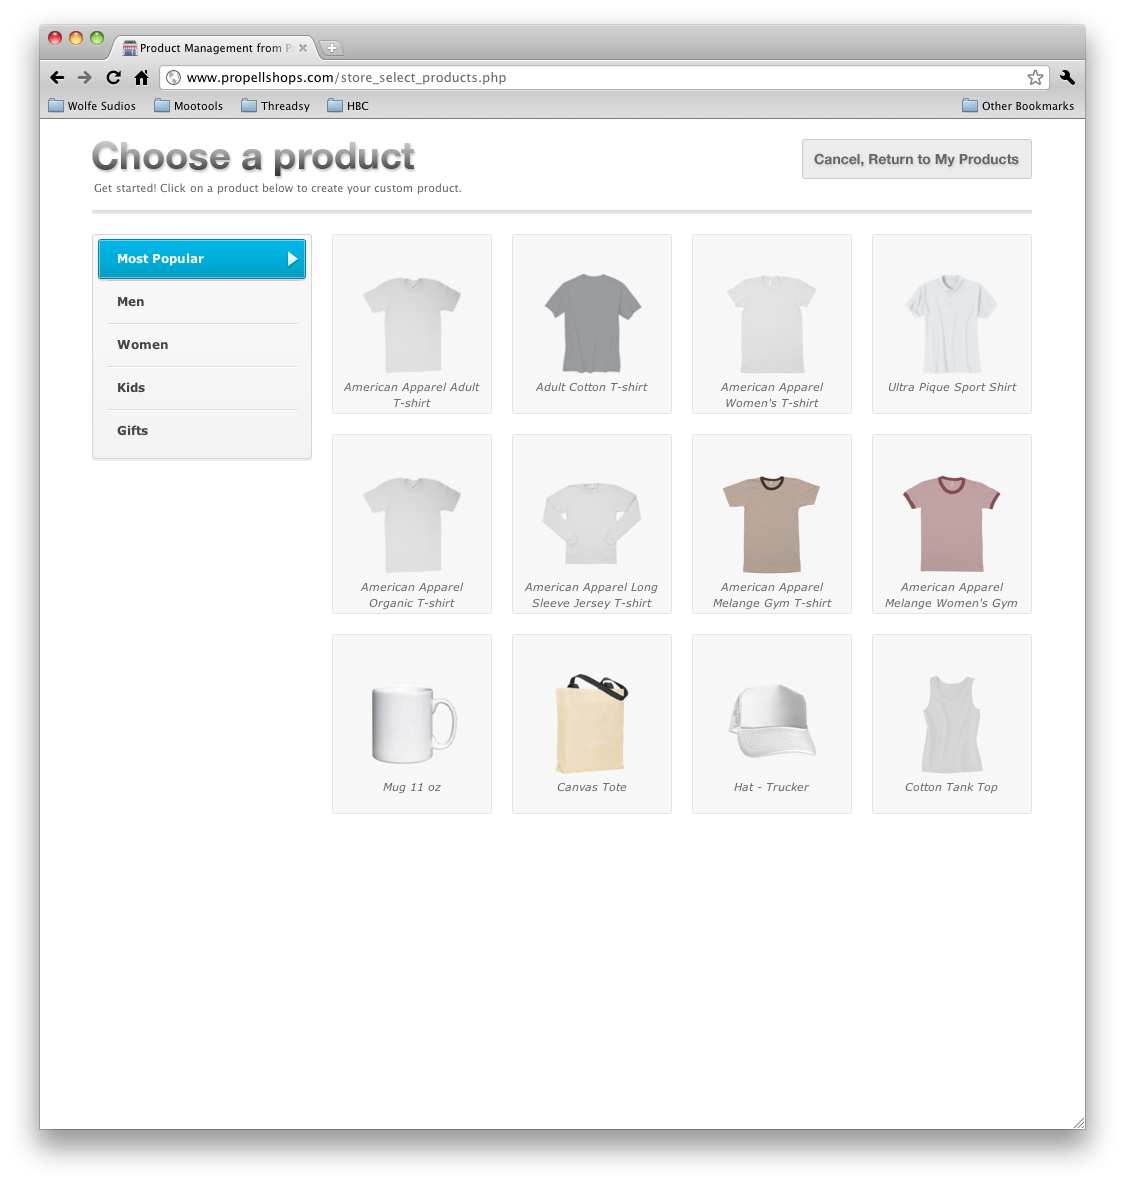 Product Management from P
www.propellshops.com/store_select_products.php
Wolfe Sudios
Mootools
Threadsy
HBC
Other Bookmarks
Choose a product
Cancel, Return to My Products
Get started! Click on a product below to create your custom product.
Most Popular
Men
Women
Kids
Gifts
American Apparel Adult
T-shirt
Adult Cotton T-shirt
American Apparel
Women's T-shirt
Ultra Pique Sport Shirt
American Apparel
Organic T-shirt
American Apparel Long
Sleeve Jersey T-shirt
American Apparel
Melange Gym T-shirt
American Apparel
Melange Women's Gym
Mug 11 oz
Canvas Tote
Hat - Trucker
Cotton Tank Top